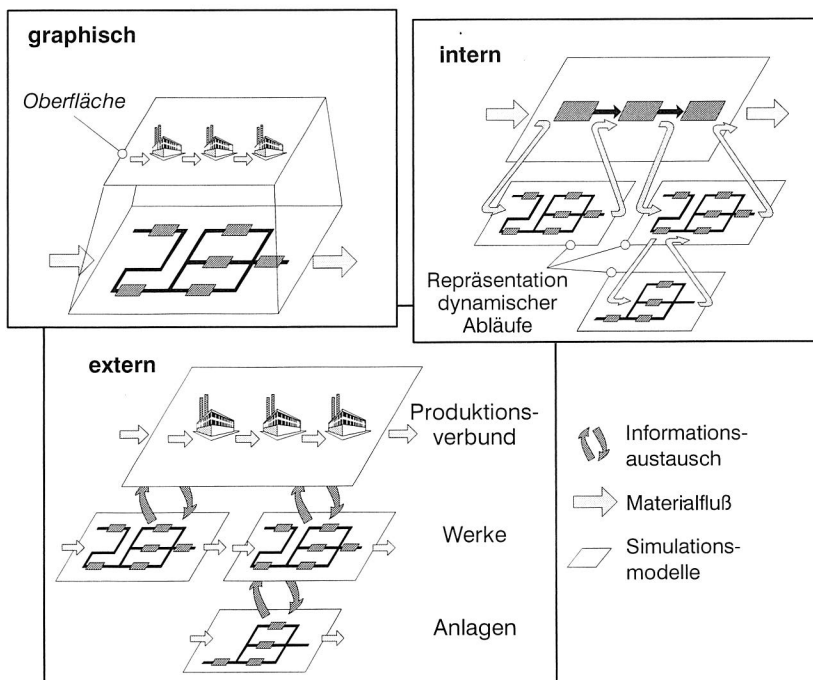 graphisch
Oberfläche
intern
Repräsentation
dynamischer
Abläufe
extern
Produktions-
verbund
Werke
Anlagen
Informations-
austausch
Materialfluß
Simulations-
modelle